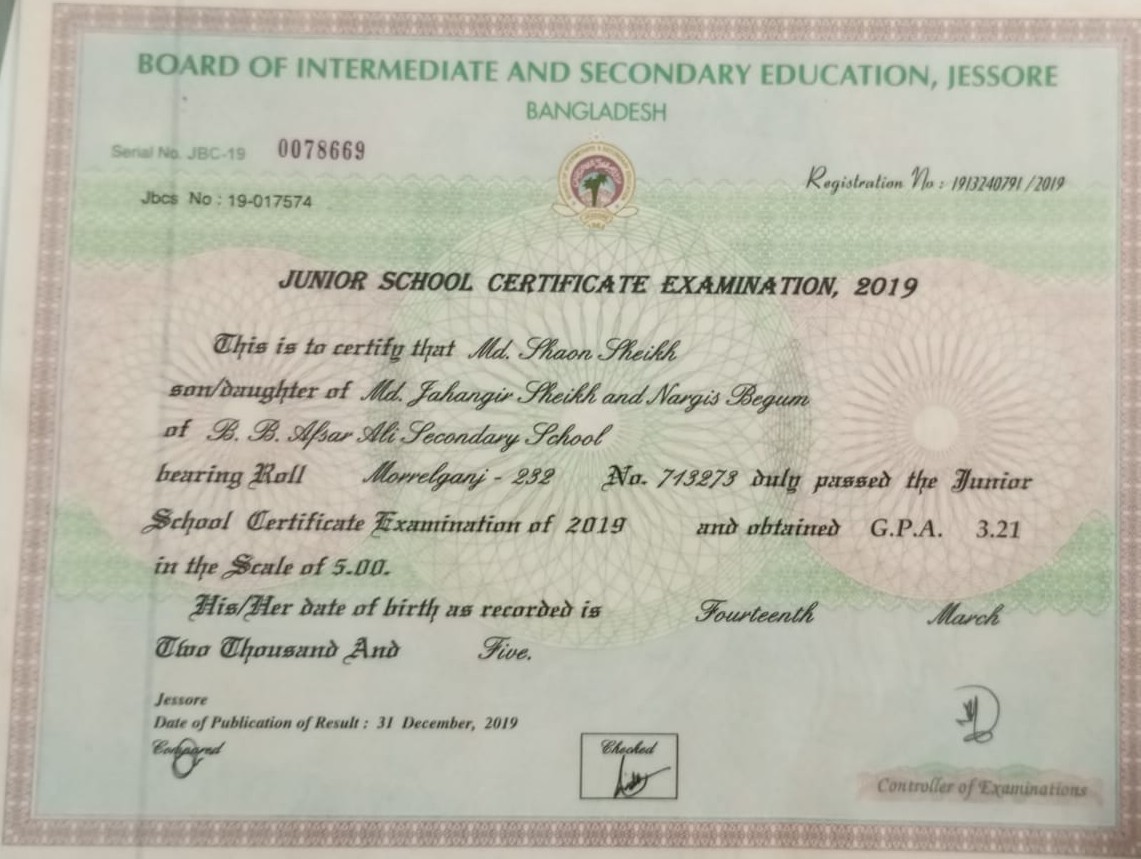 BOARD OF INTERMEDIATE AND SECONDARY EDUCATION, JESSORE
BANGLADESH
Serial No. JBC-19 0078669
Registration No : 1913240791 / 2019
Jbcs No : 19-017574
JUNIOR SCHOOL CERTIFICATE EXAMINATION, 2019
This is to certify that Md. Shaon Sheikh
son/daughter of Md. Jahangir Sheikh and Nargis Begum
of B. B. Afsar Ali Secondary School
bearing Roll Morrelganj - 232 No. 713273 duly passed the Junior
School Certificate Examination of 2019 and obtained G.P.A. 3.21
in the Scale of 5.00.
His/Her date of birth as recorded is Fourteenth March
Two Thousand And Five.
Jessore
Date of Publication of Result : 31 December, 2019
Compared
Checked
Controller of Examinations